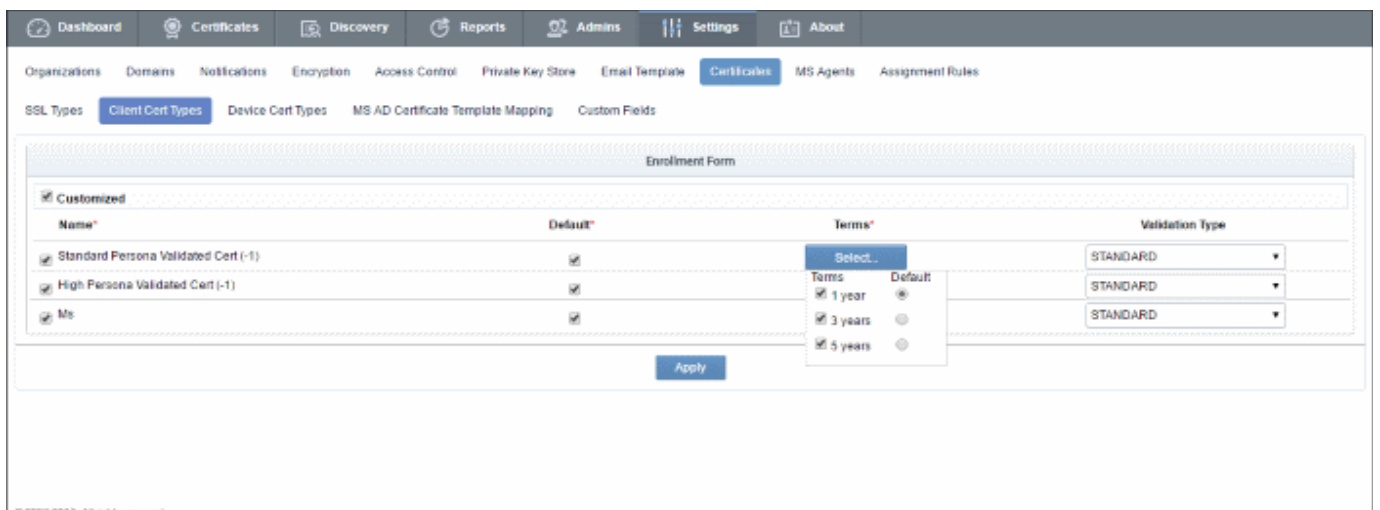 Dashboard Certificates Discovery Reports Admins Settings About
Organizations Domains Notifications Encryption Access Control Private Key Store Email Template Certificates MS Agents Assignment Rules
SSL Types Client Cert Types Device Cert Types MS AD Certificate Template Mapping Custom Fields
Enrollment Form
Customized
Name* Default* Terms* Validation Type
Standard Persona Validated Cert (-1) Select... STANDARD
Terms Default
High Persona Validated Cert (-1) STANDARD
1 year
Ms STANDARD
3 years
5 years
Apply